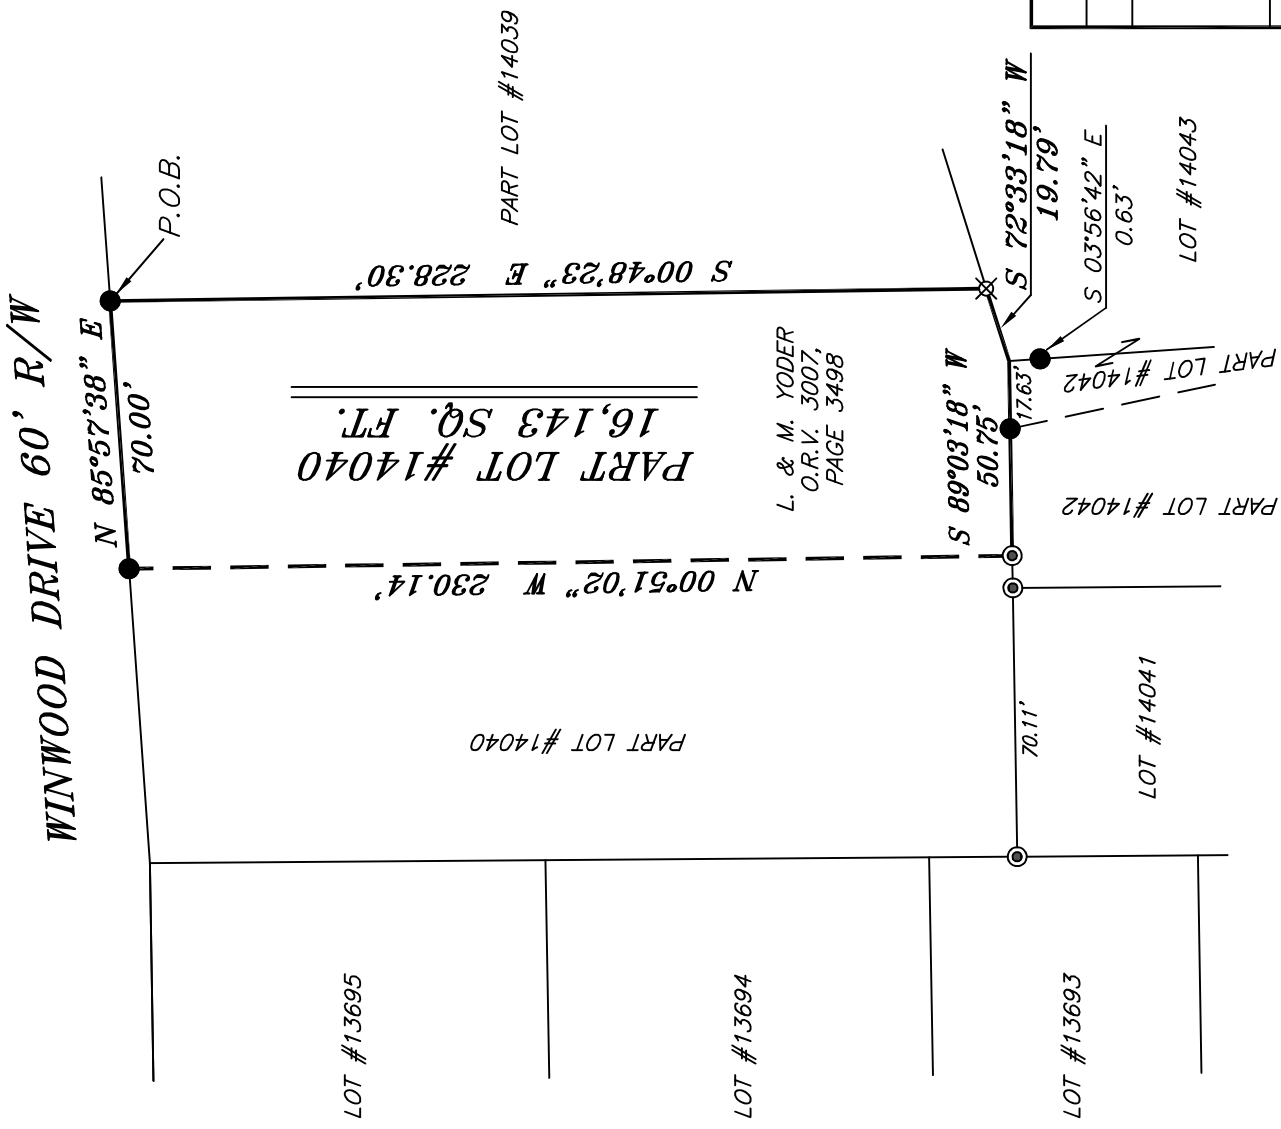 WINWOOD DRIVE 60' R/W
N 85°57'38" E
70.00'
P.O.B.
PART LOT #14039
S 00°48'23" E 228.30'
PART LOT #14040
16,143 SQ. FT.
L. & M. YODER
O.R.V. 3007,
PAGE 3498
S 72°33'18" W
19.79'
S 03°56'42" E
0.63'
LOT #14043
S 89°03'18" W
50.75'
17.63'
PART LOT #14042
PART LOT #14042
N 00°51'02" W 230.14'
PART LOT #14040
70.11'
LOT #14041
LOT #13695
LOT #13694
LOT #13693